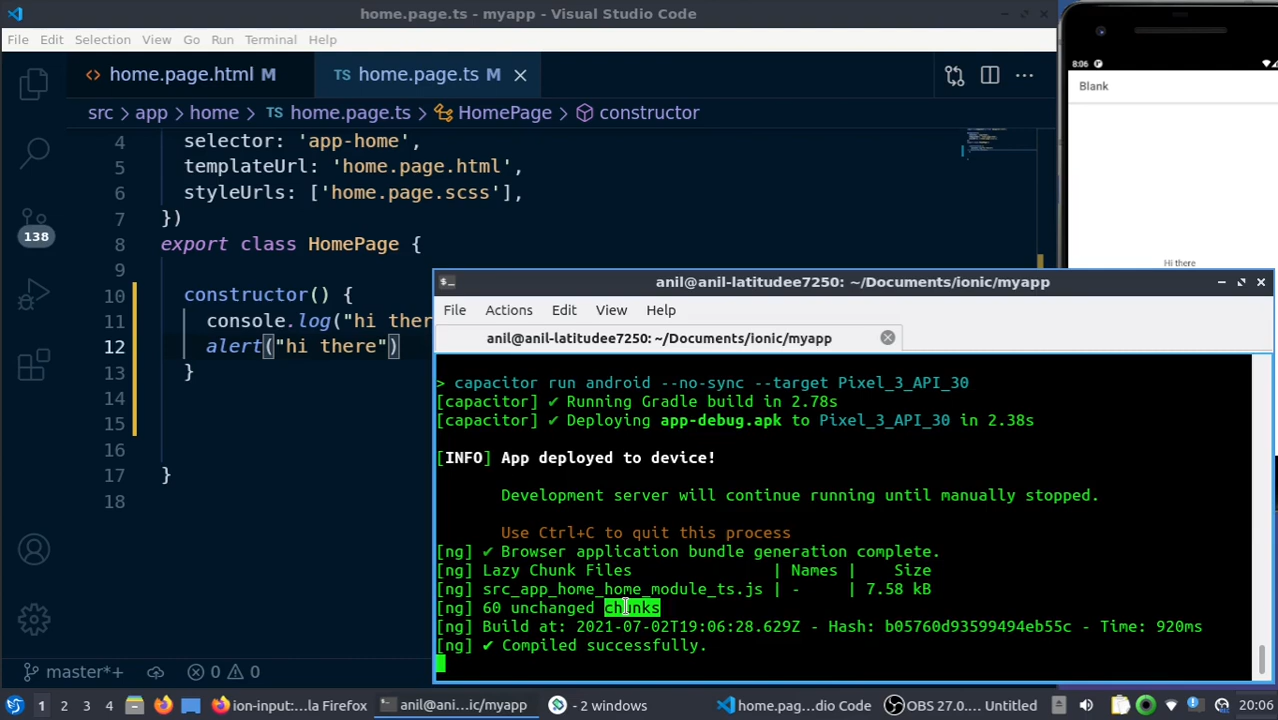 home.page.ts - myapp - Visual Studio Code
File Edit Selection View Go Run Terminal Help
home.page.html M
TS home.page.ts M
src > app > home > TS home.page.ts > HomePage > constructor
4 selector: 'app-home',
5 templateUrl: 'home.page.html',
6 styleUrls: ['home.page.scss'],
7 })
8 export class HomePage {
9
10 constructor() {
11 console.log("hi ther
12 alert("hi there")
13 }
14
15
16
17 }
18
138
master*+ 0 0
8:06
Blank
Hi there
anil@anil-latitudee7250: ~/Documents/ionic/myapp
File Actions Edit View Help
anil@anil-latitudee7250: ~/Documents/ionic/myapp
> capacitor run android --no-sync --target Pixel_3_API_30
[capacitor] ✔ Running Gradle build in 2.78s
[capacitor] ✔ Deploying app-debug.apk to Pixel_3_API_30 in 2.38s
[INFO] App deployed to device!
Development server will continue running until manually stopped.
Use Ctrl+C to quit this process
[ng] ✔ Browser application bundle generation complete.
[ng] Lazy Chunk Files | Names | Size
[ng] src_app_home_home_module_ts.js | - | 7.58 kB
[ng] 60 unchanged chunks
[ng] Build at: 2021-07-02T19:06:28.629Z - Hash: b05760d93599494eb55c - Time: 920ms
[ng] ✔ Compiled successfully.
1 2 3 4 ion-input:...la Firefox anil@ani...ic/myapp - 2 windows home.pag...dio Code OBS 27.0.... Untitled 20:06